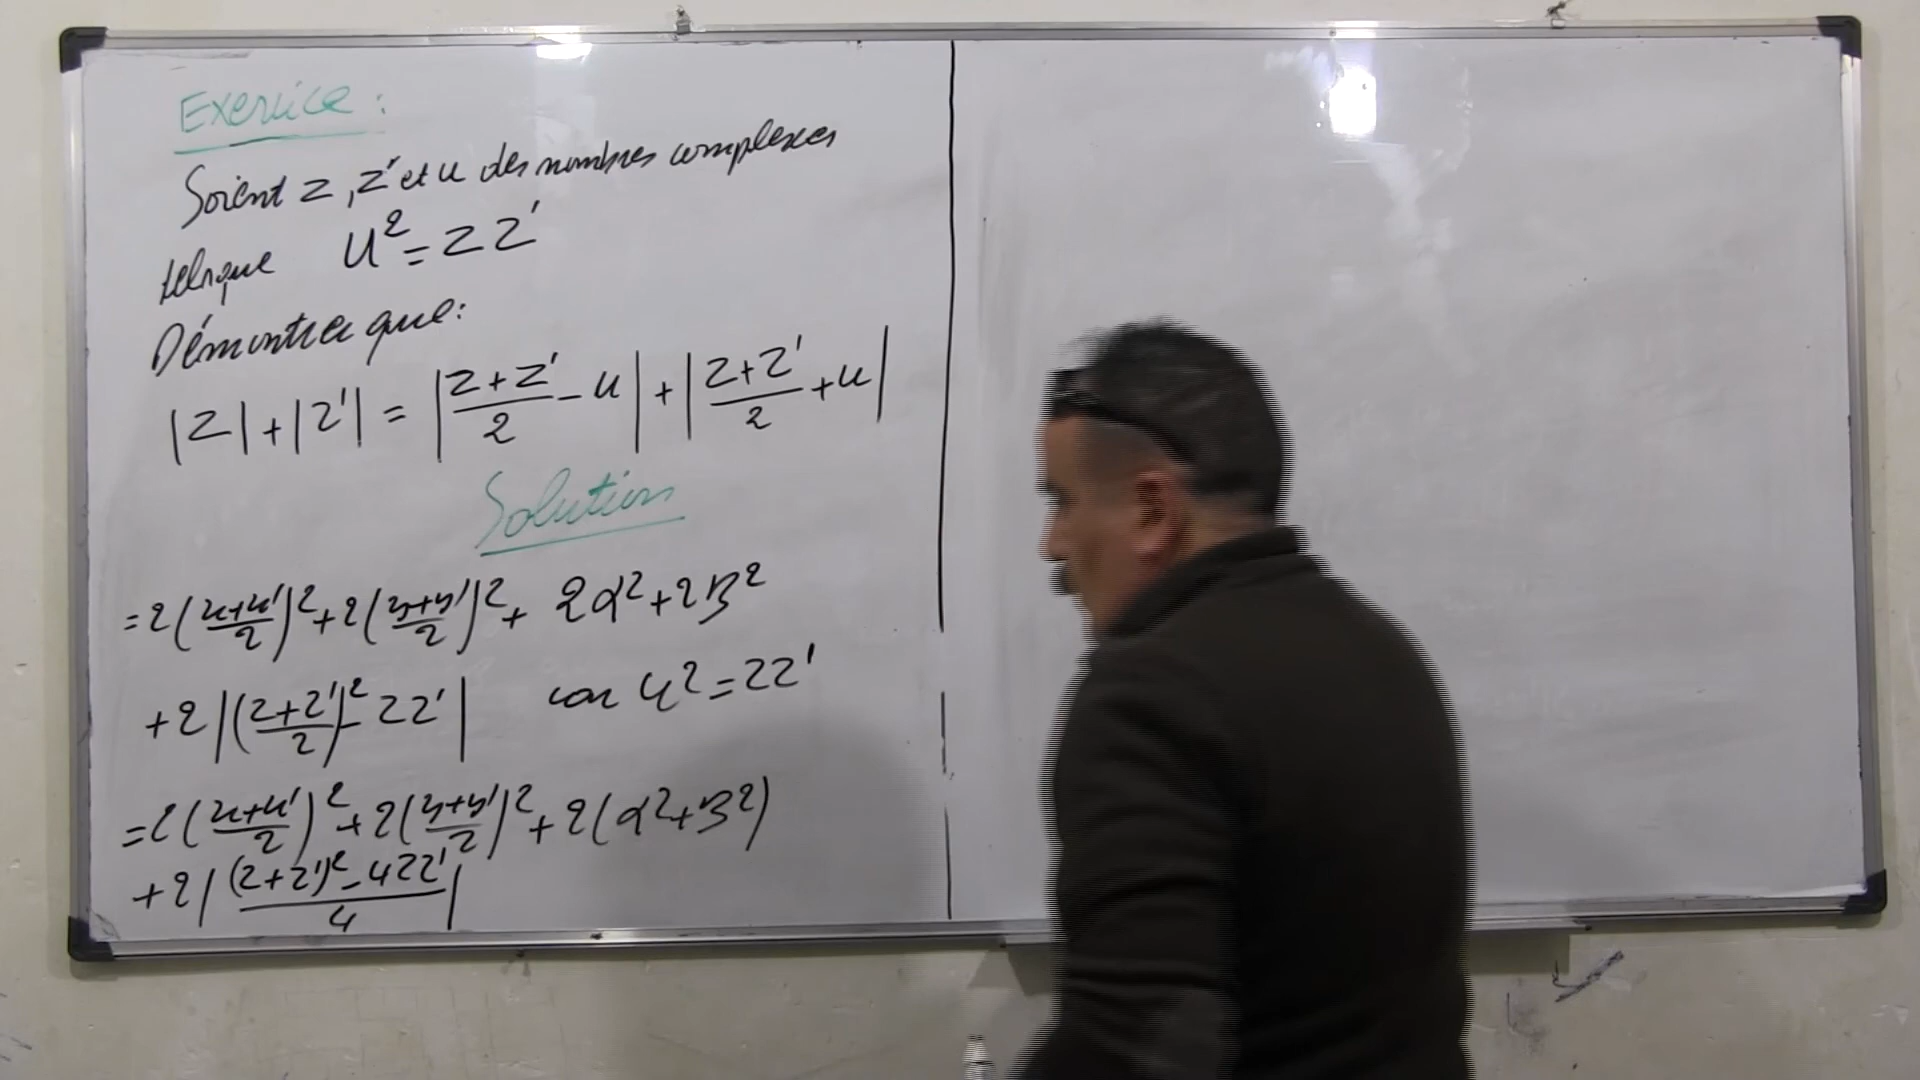 Exercice :
Soient z, z' et u des nombres complexes
telsque u² = zz'
Démontrer que :
|z| + |z'| = |(z+z')/2 - u| + |(z+z')/2 + u|
Solution
= 2((x+x')/2)² + 2((y+y')/2)² + 2α² + 2β²
+ 2|((z+z')/2)² - zz'| car u² = zz'
= 2((x+x')/2)² + 2((y+y')/2)² + 2(α²+β²)
+ 2|((z+z')² - 4zz')/4|